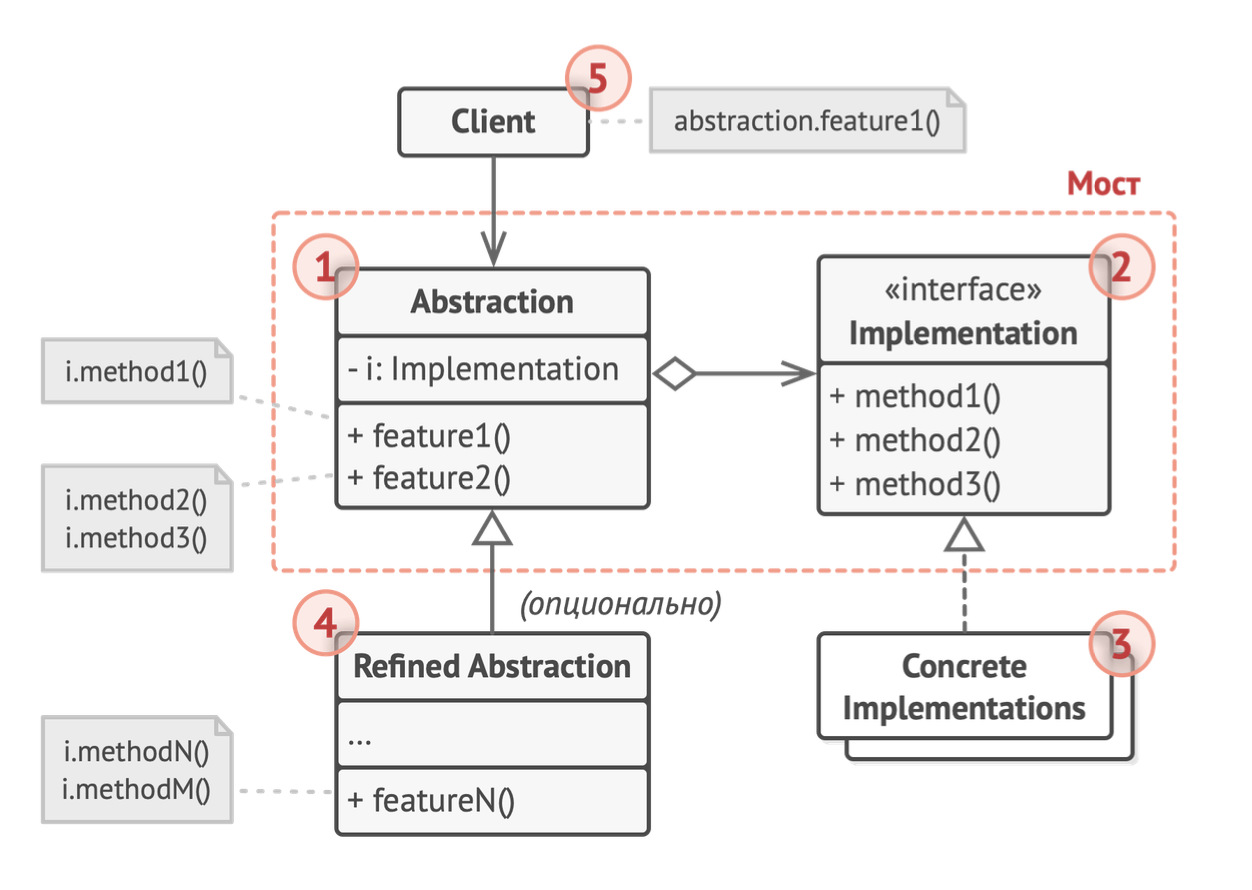 5
Client
abstraction.feature1()
Мост
1
Abstraction
- i: Implementation
+ feature1()
+ feature2()
2
«interface»
Implementation
+ method1()
+ method2()
+ method3()
i.method1()
i.method2()
i.method3()
(опционально)
4
Refined Abstraction
...
+ featureN()
i.methodN()
i.methodM()
3
Concrete
Implementations